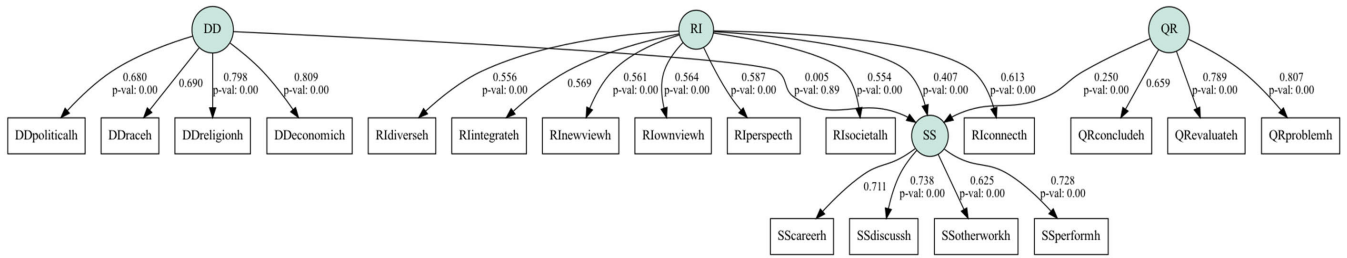 DD
RI
QR
0.680
p-val: 0.00
0.690
0.798
p-val: 0.00
0.809
p-val: 0.00
0.556
p-val: 0.00
0.569
0.561
p-val: 0.00
0.564
p-val: 0.00
0.587
p-val: 0.00
0.005
p-val: 0.89
0.554
p-val: 0.00
0.407
p-val: 0.00
0.613
p-val: 0.00
0.250
p-val: 0.00
0.659
0.789
p-val: 0.00
0.807
p-val: 0.00
DDpoliticalh
DDraceh
DDreligionh
DDeconomich
RIdiverseh
RIintegrateh
RInewviewh
RIownviewh
RIperspecth
RIsocietalh
SS
RIconnecth
QRconcludeh
QRevaluateh
QRproblemh
0.711
0.738
p-val: 0.00
0.625
p-val: 0.00
0.728
p-val: 0.00
SScareerh
SSdiscussh
SSotherworkh
SSperformh